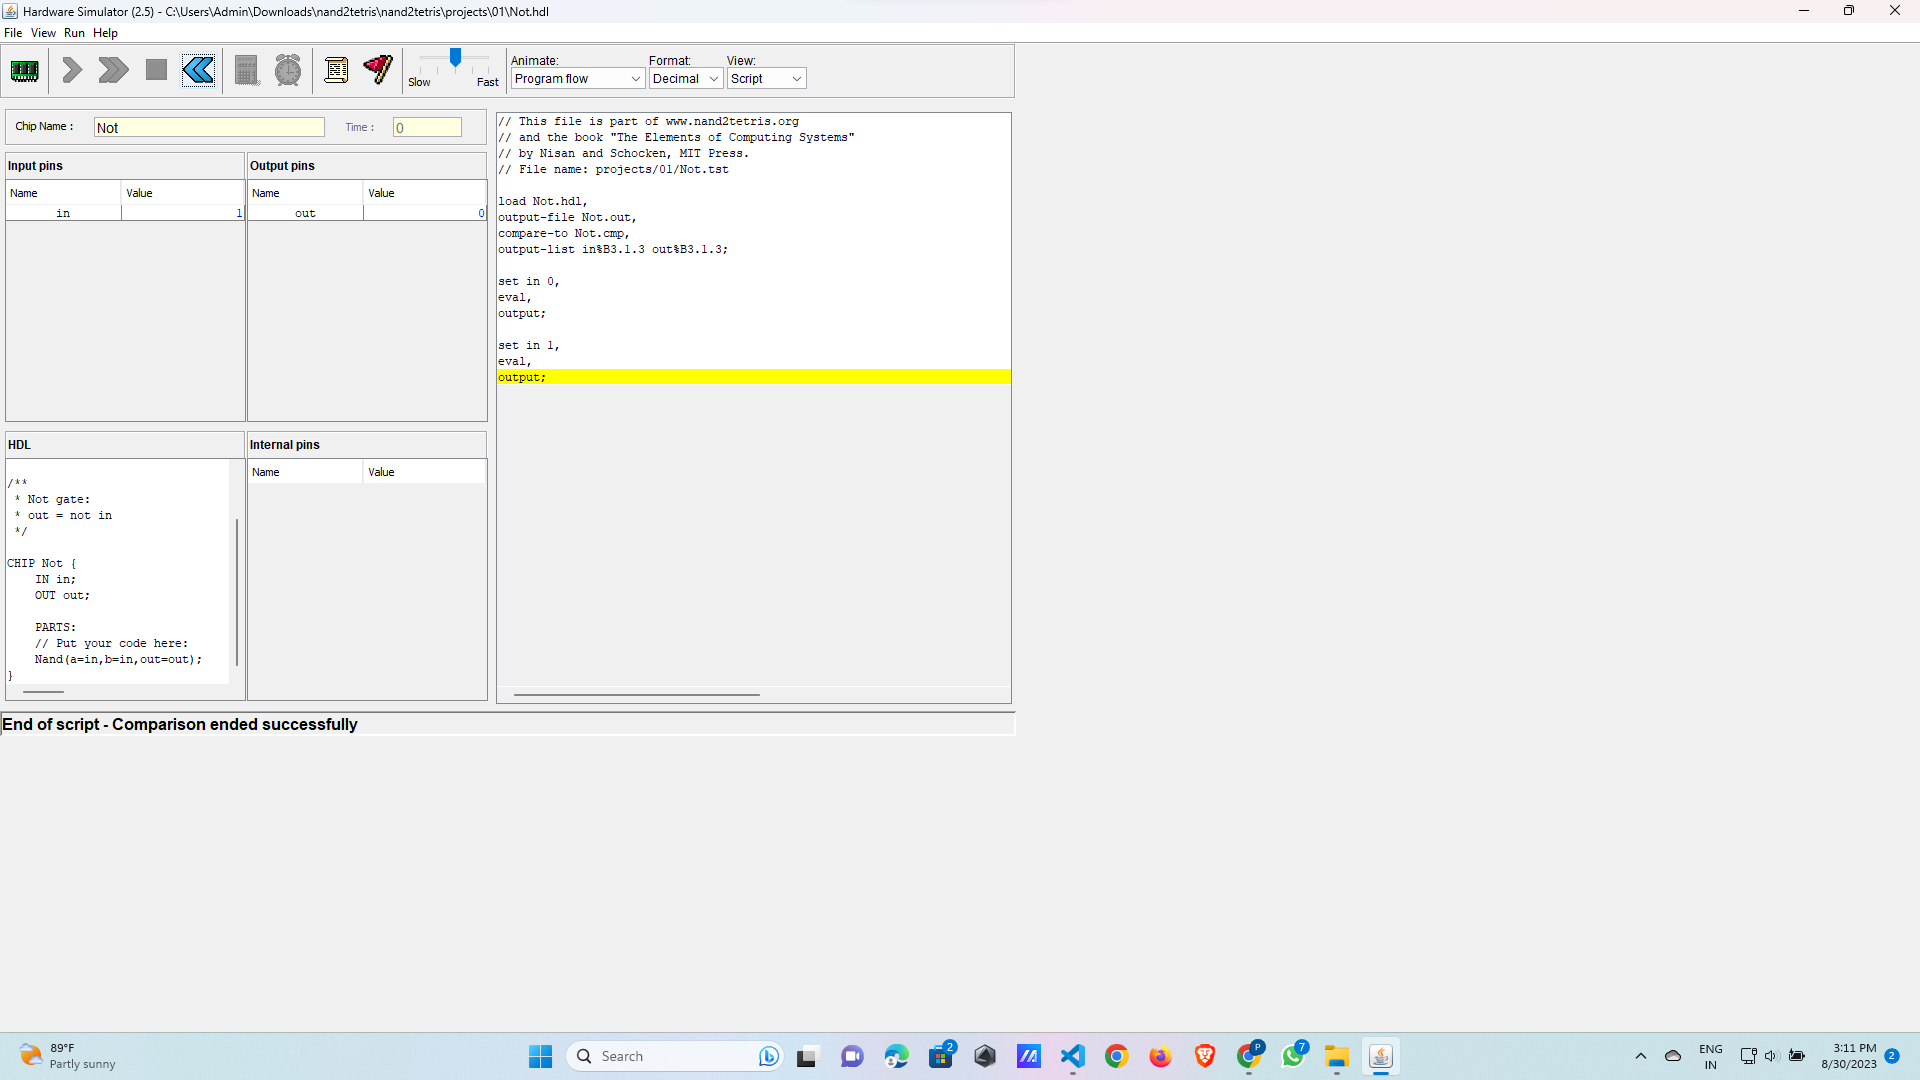 Hardware Simulator (2.5) - C:\Users\Admin\Downloads\nand2tetris\nand2tetris\projects\01\Not.hdl
File View Run Help
Slow Fast
Animate: Format: View:
Program flow Decimal Script
Chip Name : Not Time : 0
Input pins
Name Value
in 1
Output pins
Name Value
out 0
HDL
/**
 * Not gate:
 * out = not in
 */
CHIP Not {
    IN in;
    OUT out;
    PARTS:
    // Put your code here:
    Nand(a=in,b=in,out=out);
}
Internal pins
Name Value
// This file is part of www.nand2tetris.org
// and the book "The Elements of Computing Systems"
// by Nisan and Schocken, MIT Press.
// File name: projects/01/Not.tst
load Not.hdl,
output-file Not.out,
compare-to Not.cmp,
output-list in%B3.1.3 out%B3.1.3;
set in 0,
eval,
output;
set in 1,
eval,
output;
End of script - Comparison ended successfully
89°F
Partly sunny
Search
2
P
7
ENG
IN
3:11 PM
8/30/2023
2